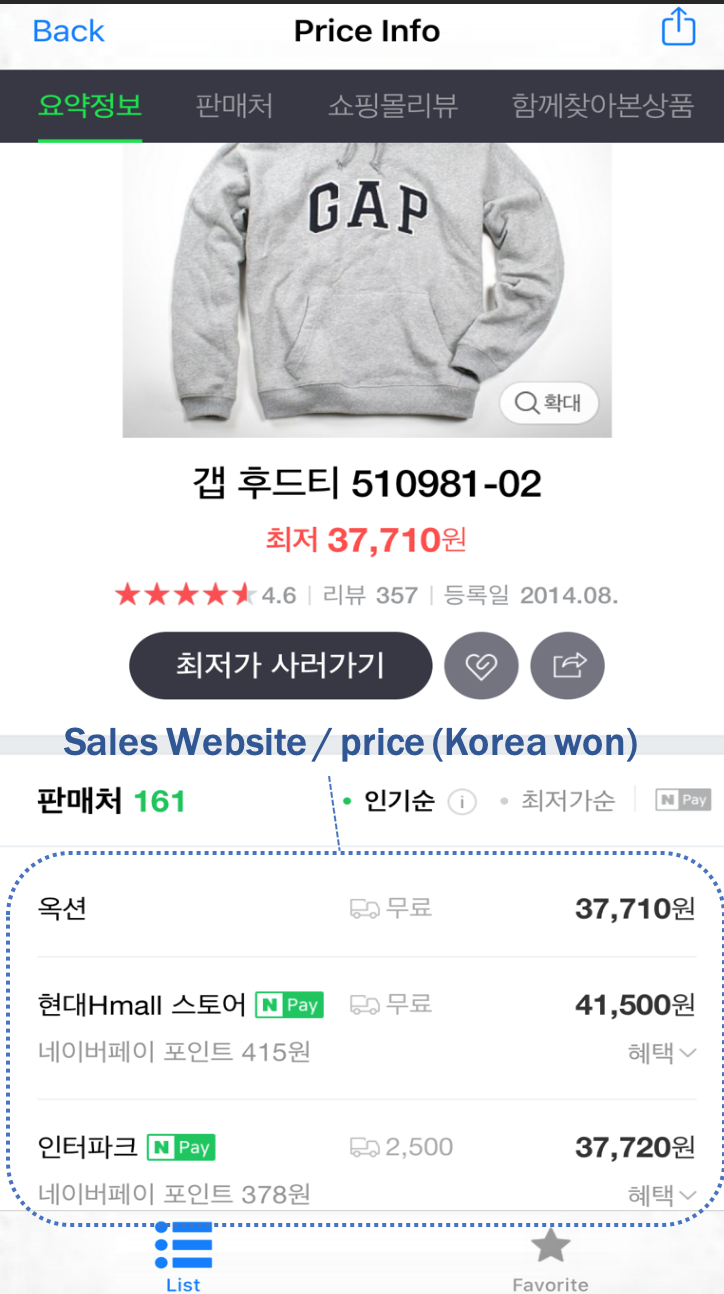 Back Price Info
요약정보 판매처 쇼핑몰리뷰 함께찾아본상품
GAP
확대
갭 후드티 510981-02
최저 37,710원
4.6 리뷰 357 등록일 2014.08.
최저가 사러가기
Sales Website / price (Korea won)
판매처 161 인기순 i 최저가순 N Pay
옥션 무료 37,710원
현대Hmall 스토어 N Pay 무료 41,500원
네이버페이 포인트 415원 혜택
인터파크 N Pay 2,500 37,720원
네이버페이 포인트 378원 혜택
List Favorite